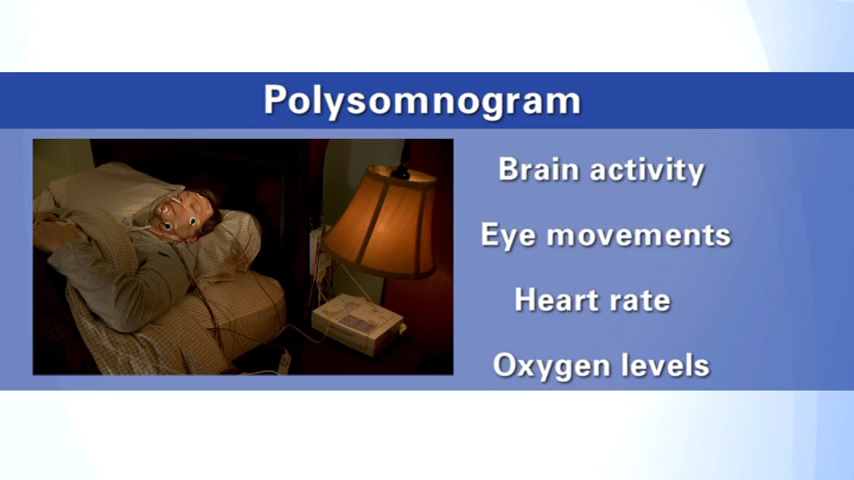 Polysomnogram
Brain activity
Eye movements
Heart rate
Oxygen levels